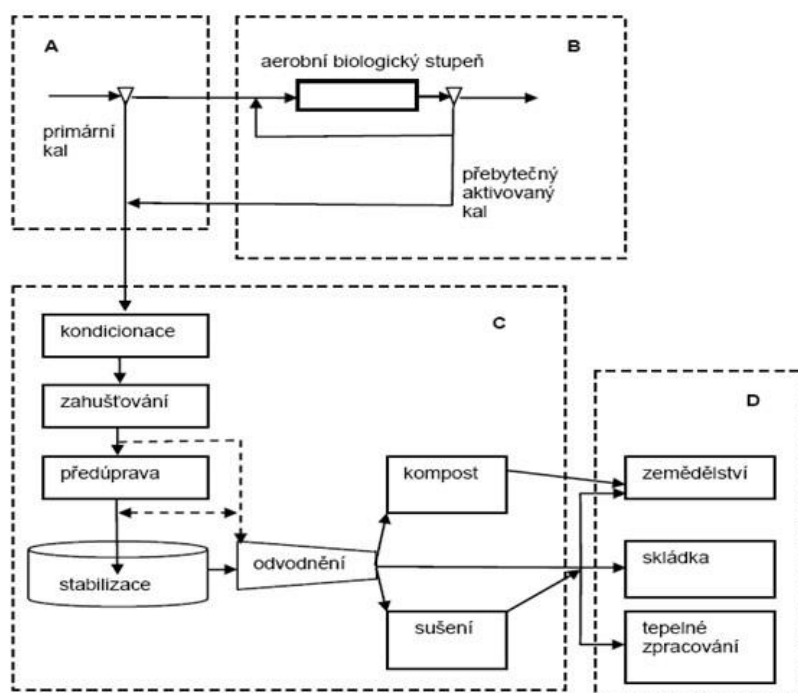 A
B
aerobní biologický stupeň
primární
kal
přebytečný
aktivovaný
kal
C
kondicionace
zahušťování
předúprava
stabilizace
odvodnění
kompost
sušení
D
zemědělství
skládka
tepelné
zpracování